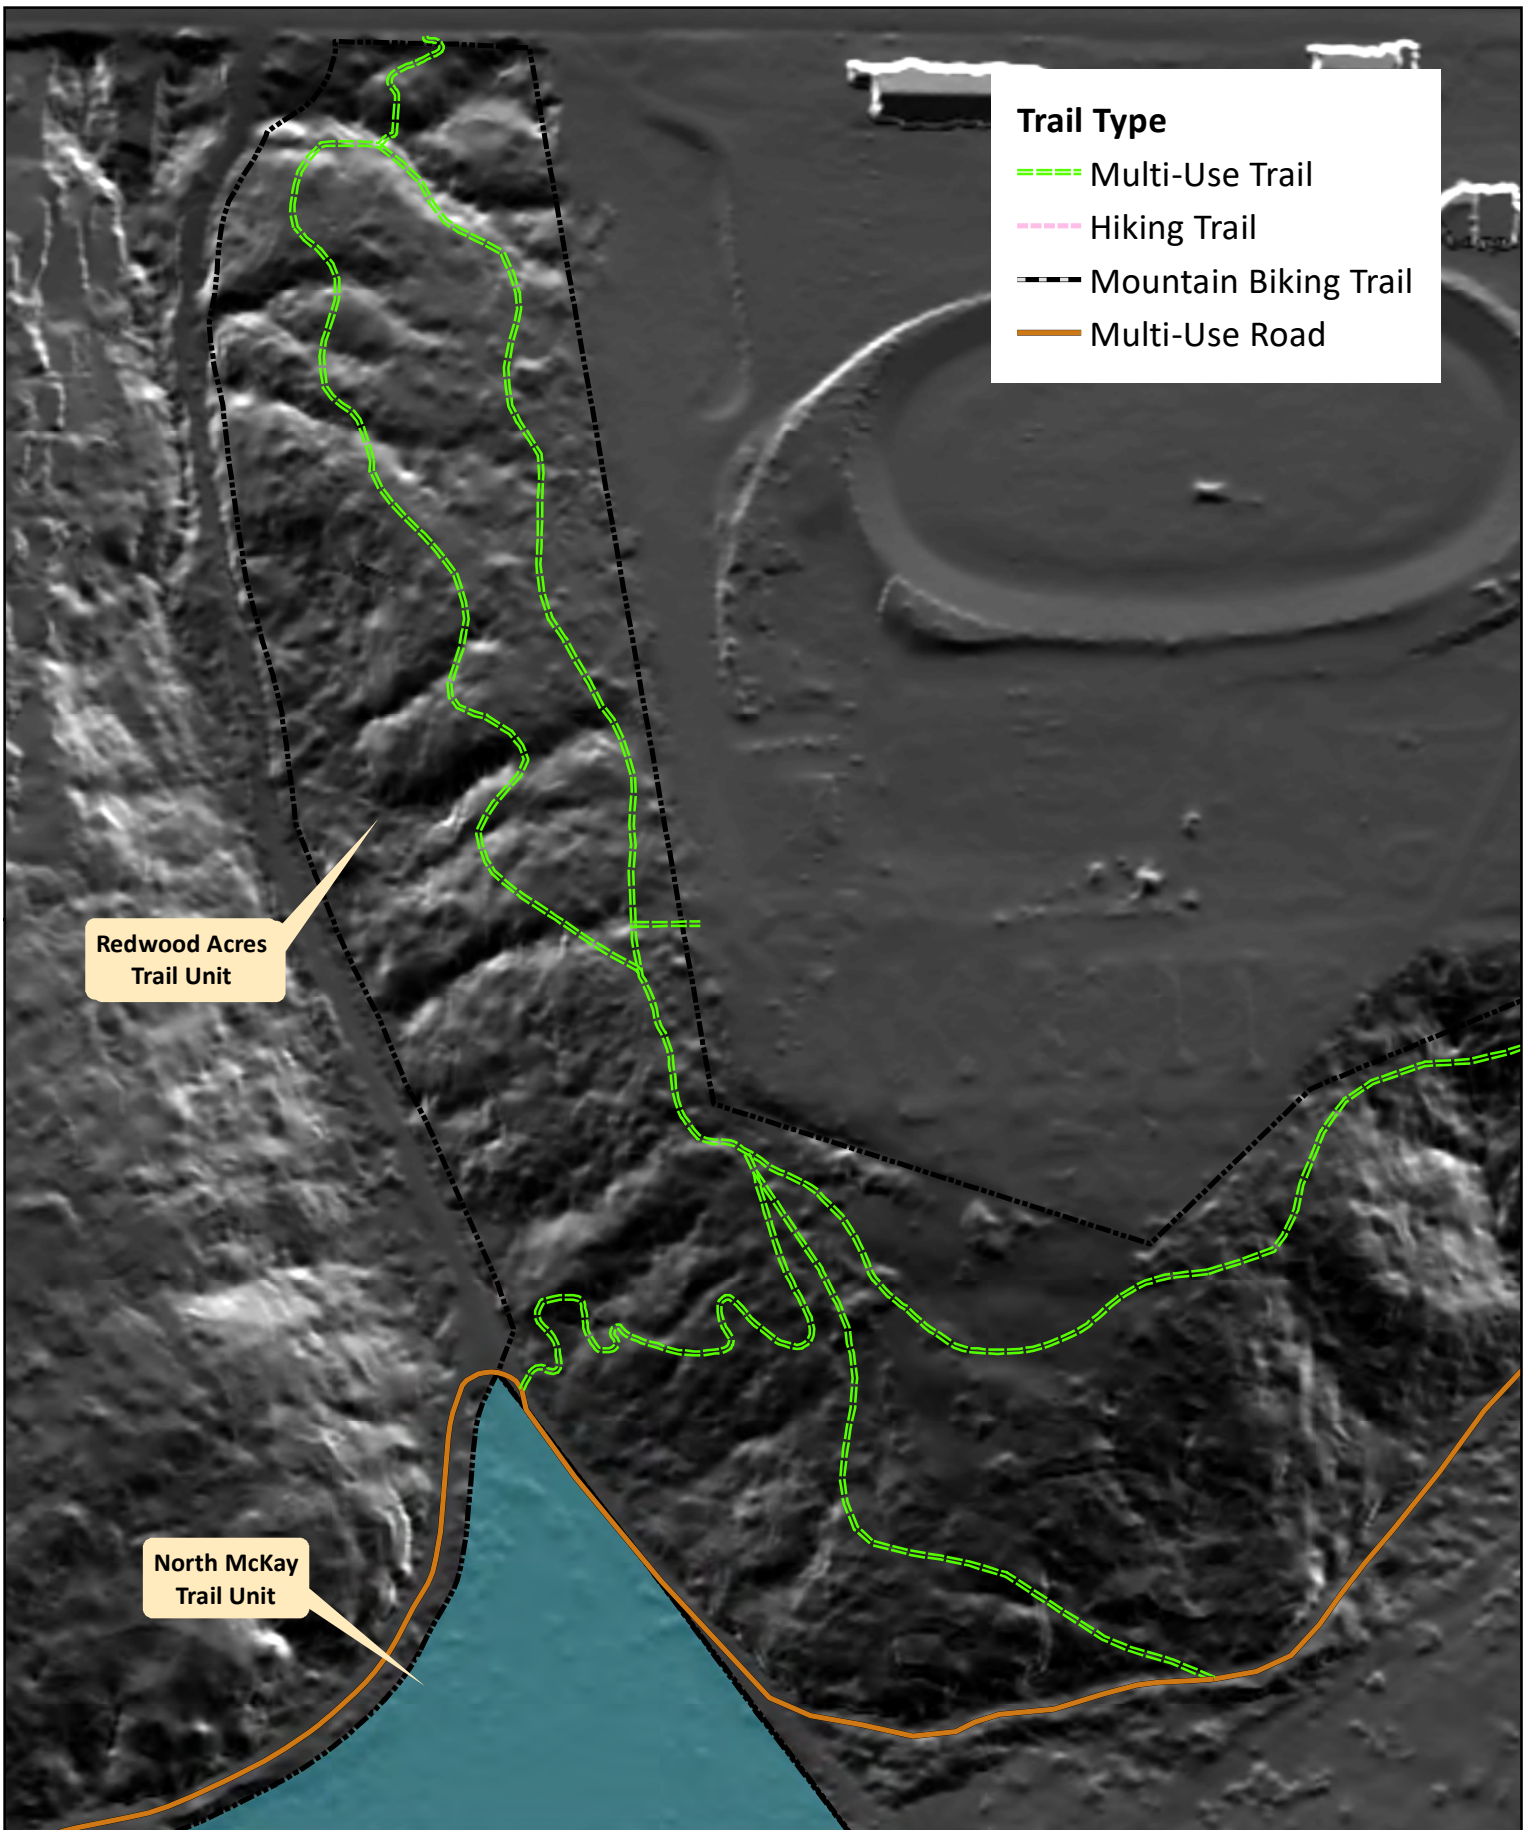 Trail Type
Multi-Use Trail
Hiking Trail
Mountain Biking Trail
Multi-Use Road
Redwood Acres
Trail Unit
North McKay
Trail Unit